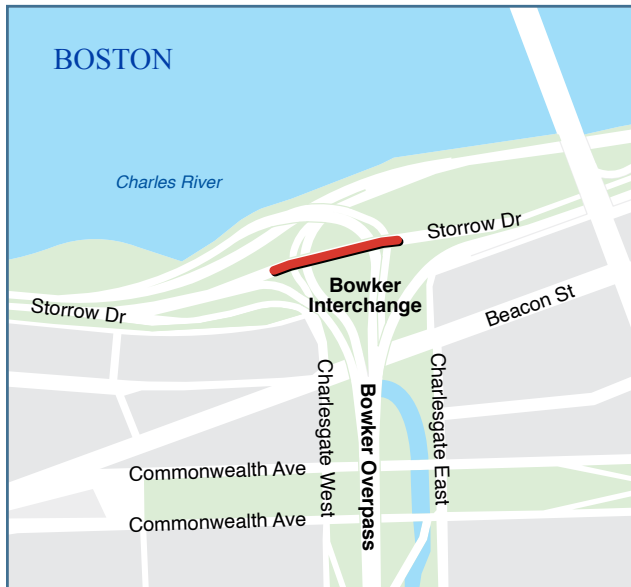 BOSTON
Charles River
Storrow Dr
Bowker
Interchange
Storrow Dr
Beacon St
Charlesgate West
Bowker Overpass
Charlesgate East
Commonwealth Ave
Commonwealth Ave